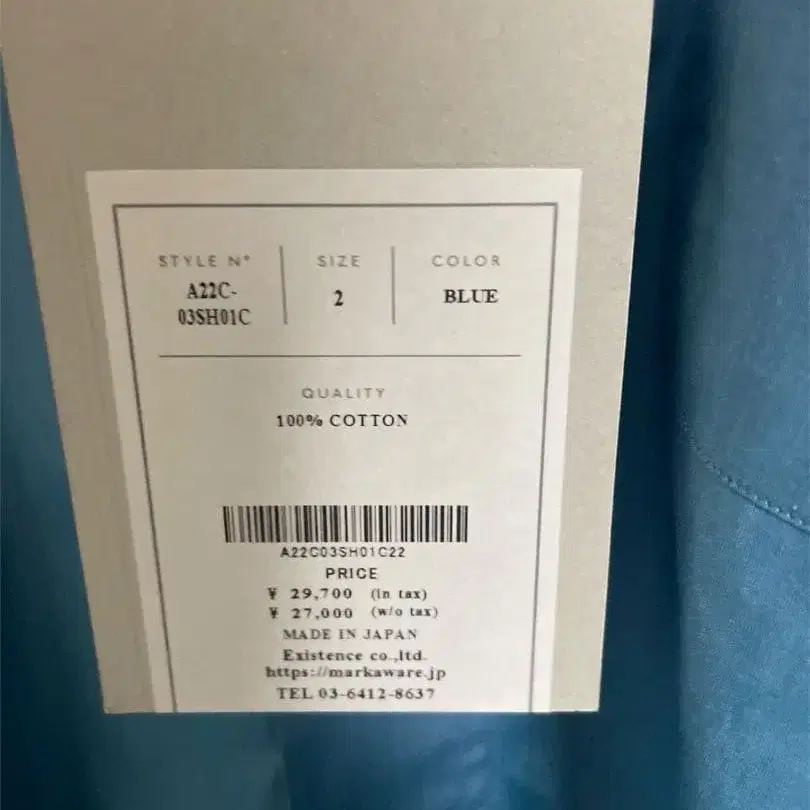 STYLE Nº
A22C-
03SH01C
SIZE
2
COLOR
BLUE
QUALITY
100% COTTON
A22C03SH01C22
PRICE
¥ 29,700 (in tax)
¥ 27,000 (w/o tax)
MADE IN JAPAN
Existence co.,ltd.
https://markaware.jp
TEL 03-6412-8637